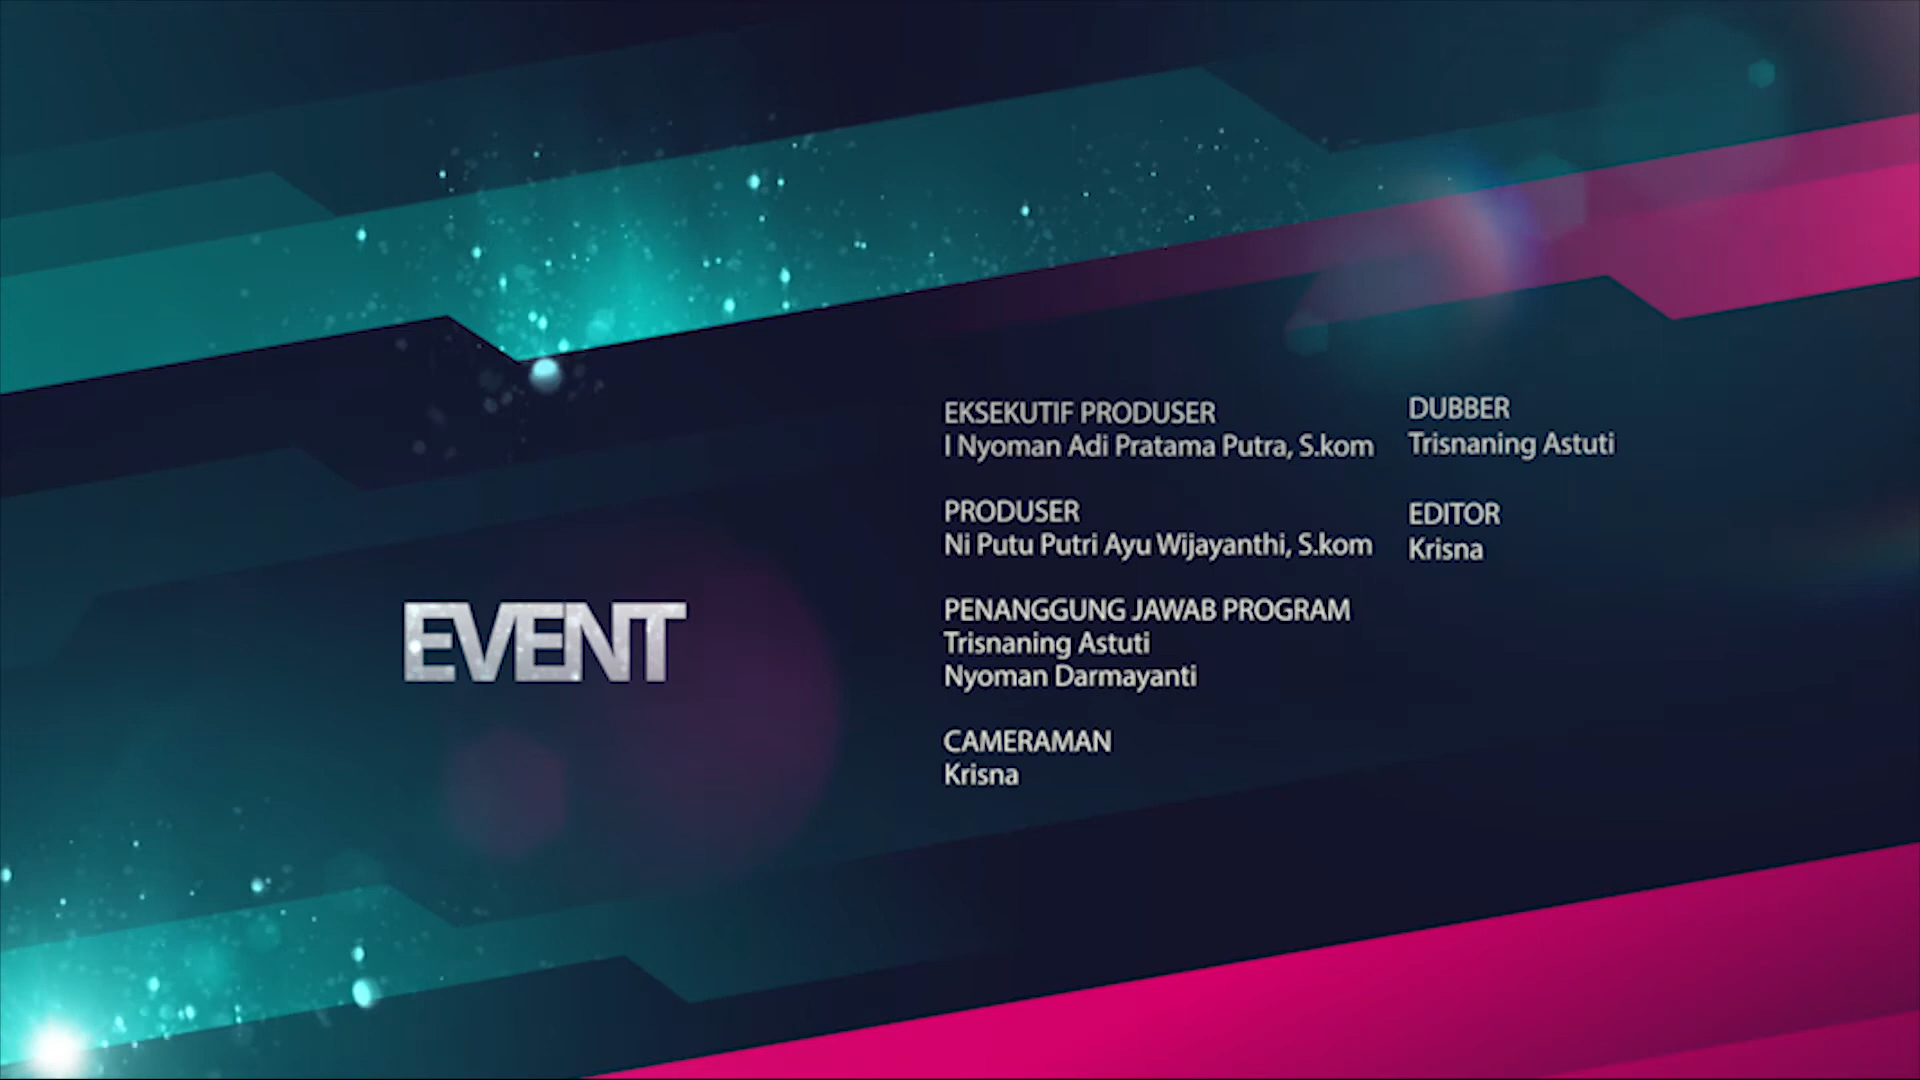 EVENT
EKSEKUTIF PRODUSER
I Nyoman Adi Pratama Putra, S.kom
PRODUSER
Ni Putu Putri Ayu Wijayanthi, S.kom
PENANGGUNG JAWAB PROGRAM
Trisnaning Astuti
Nyoman Darmayanti
CAMERAMAN
Krisna
DUBBER
Trisnaning Astuti
EDITOR
Krisna